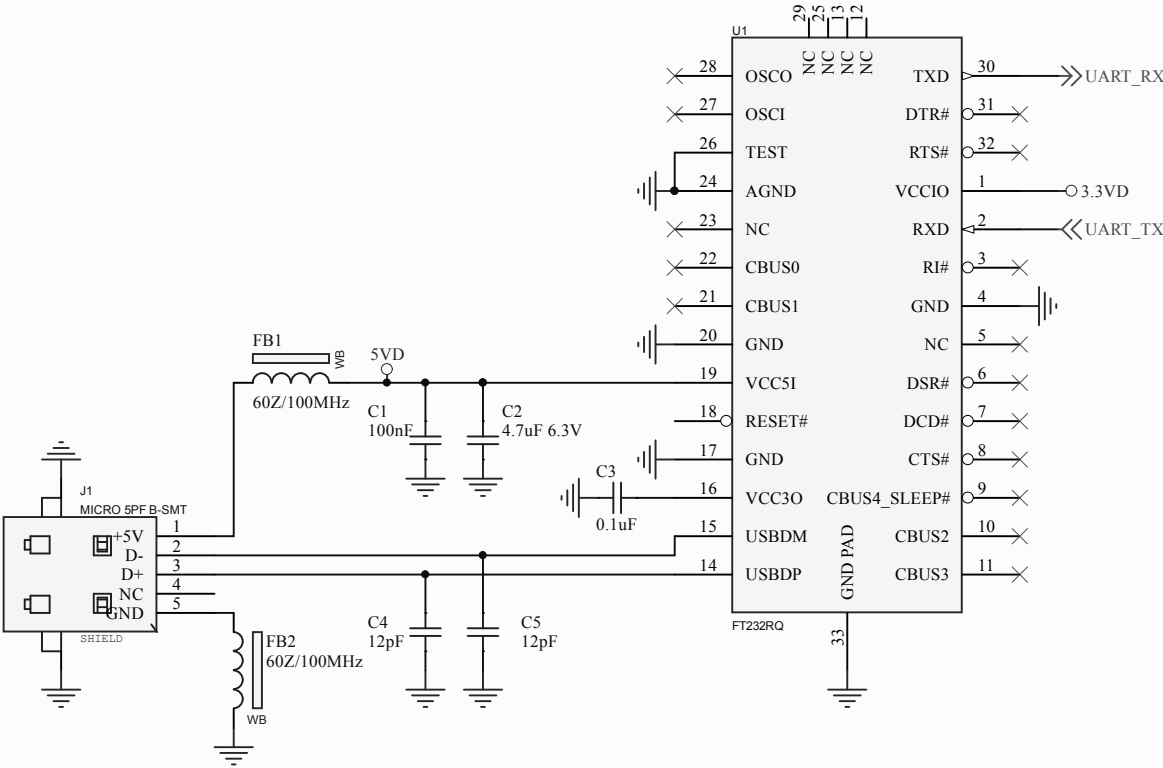 29
25
13
12
U1
NC
NC
NC
NC
28
OSCO
TXD
30
UART_RX
27
OSCI
DTR#
31
26
TEST
RTS#
32
24
AGND
VCCIO
1
3.3VD
23
NC
RXD
2
UART_TX
22
CBUS0
RI#
3
21
CBUS1
GND
4
20
GND
NC
5
FB1
WB
60Z/100MHz
5VD
19
VCC5I
DSR#
6
C1
100nF
C2
4.7uF 6.3V
18
RESET#
DCD#
7
17
GND
CTS#
8
C3
0.1uF
16
VCC3O
CBUS4_SLEEP#
9
15
USBDM
CBUS2
10
14
USBDP
CBUS3
11
GND PAD
FT232RQ
33
J1
MICRO 5PF B-SMT
+5V
1
D-
2
D+
3
NC
4
GND
5
SHIELD
C4
12pF
C5
12pF
FB2
60Z/100MHz
WB